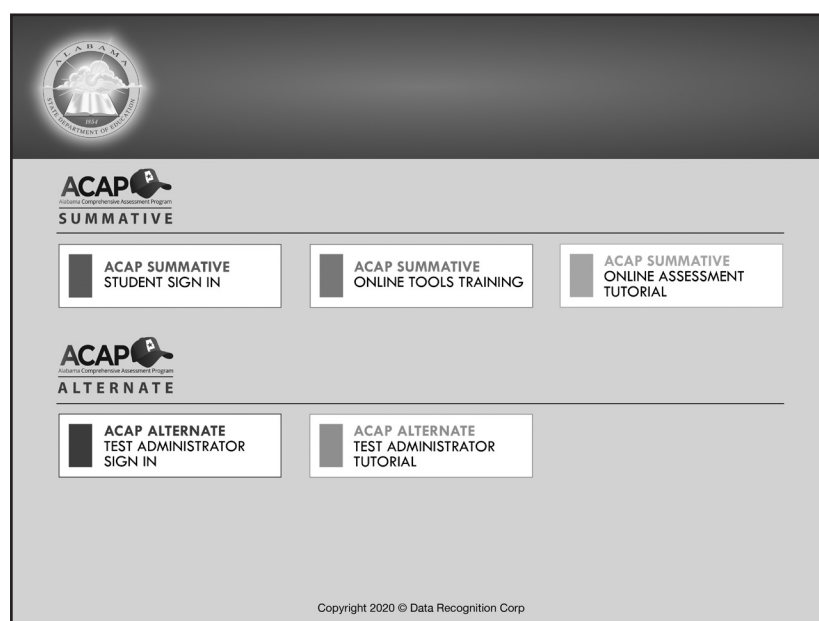 ALABAMA
STATE DEPARTMENT OF EDUCATION
1854
ACAP
Alabama Comprehensive Assessment Program
SUMMATIVE
ACAP SUMMATIVE
STUDENT SIGN IN
ACAP SUMMATIVE
ONLINE TOOLS TRAINING
ACAP SUMMATIVE
ONLINE ASSESSMENT
TUTORIAL
ACAP
Alabama Comprehensive Assessment Program
ALTERNATE
ACAP ALTERNATE
TEST ADMINISTRATOR
SIGN IN
ACAP ALTERNATE
TEST ADMINISTRATOR
TUTORIAL
Copyright 2020 © Data Recognition Corp